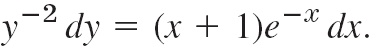 y⁻² dy = (x + 1)e⁻ˣ dx.